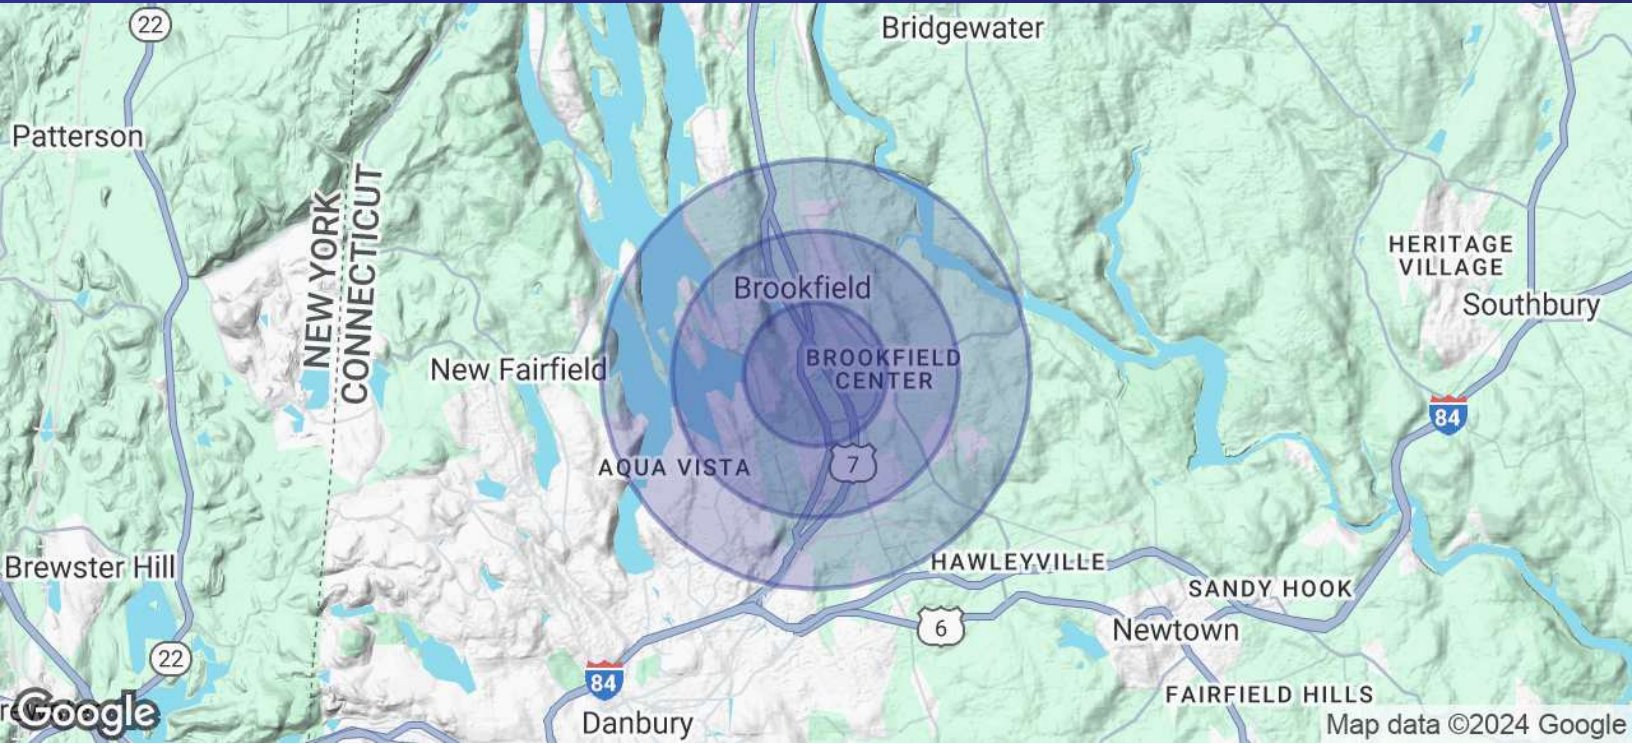 22
Bridgewater
Patterson
NEW YORK
CONNECTICUT
HERITAGE
VILLAGE
Brookfield
Southbury
New Fairfield
BROOKFIELD
CENTER
84
AQUA VISTA
7
Brewster Hill
HAWLEYVILLE
SANDY HOOK
6
Newtown
22
84
FAIRFIELD HILLS
Google
Danbury
Map data ©2024 Google